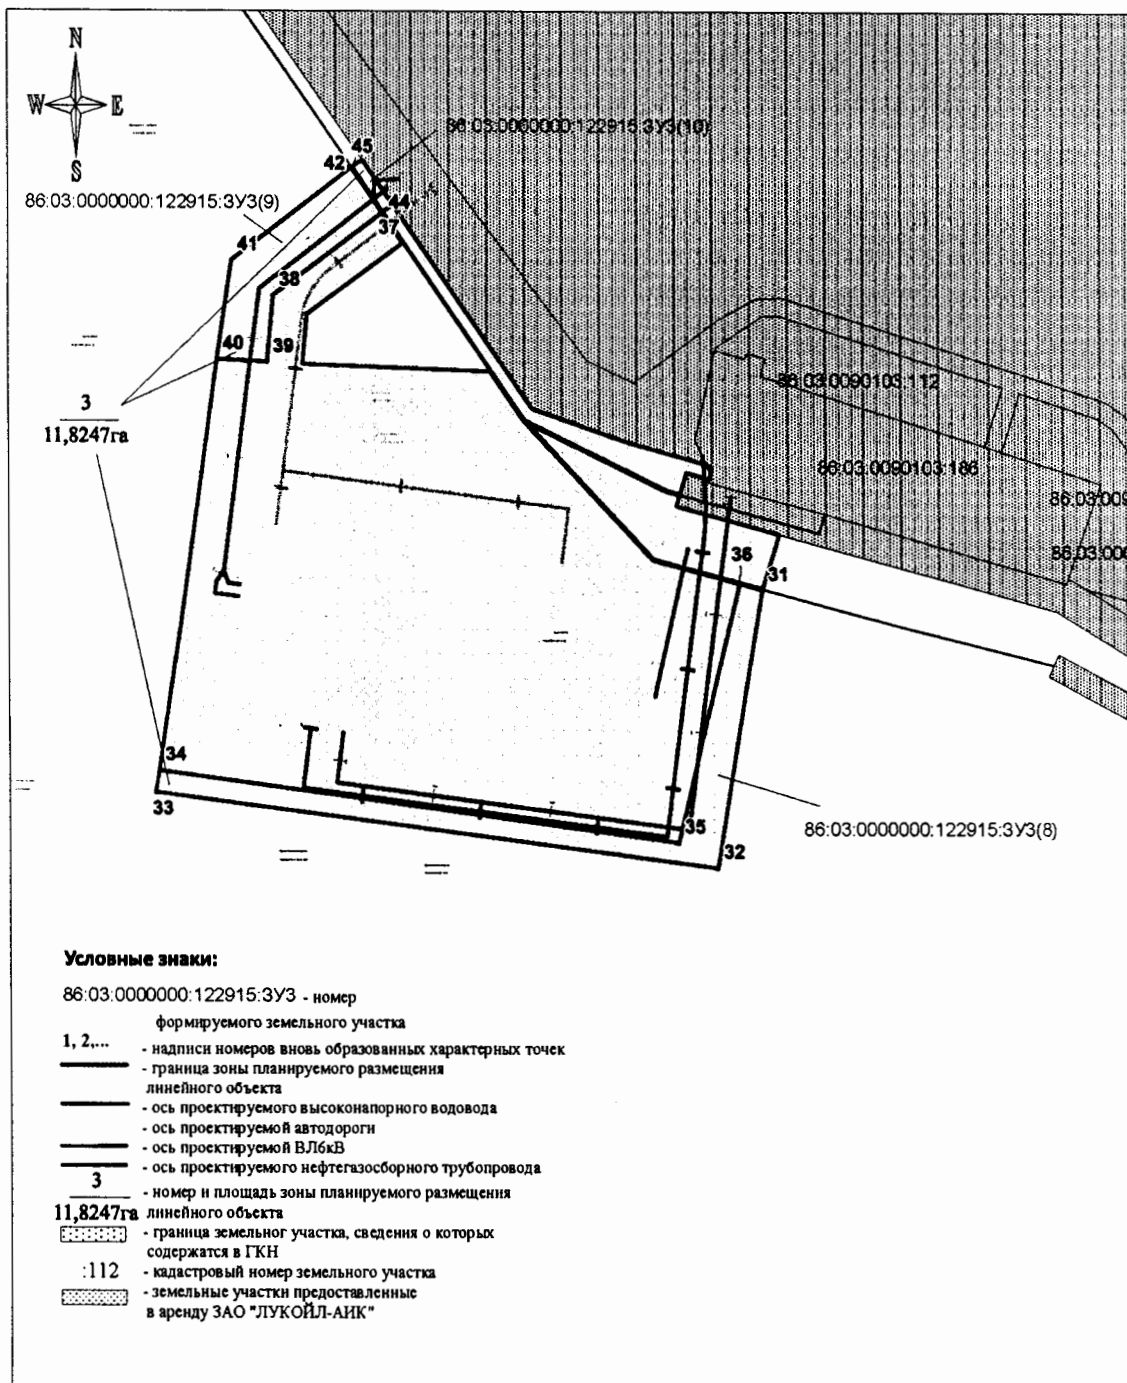 N
W E
S
86:03:0000000:122915:ЗУ3(10)
45
42
86:03:0000000:122915:ЗУ3(9)
44
37
41
38
40
39
86:03:0090103:112
3
11,8247га
86:03:0090103:186
36
31
34
33
35
32
86:03:0000000:122915:ЗУ3(8)
Условные знаки:
86:03:0000000:122915:ЗУ3 - номер
формируемого земельного участка
1, 2,... - надписи номеров вновь образованных характерных точек
- граница зоны планируемого размещения
линейного объекта
- ось проектируемого высоконапорного водовода
- ось проектируемой автодороги
- ось проектируемой ВЛ6кВ
- ось проектируемого нефтегазосборного трубопровода
3 - номер и площадь зоны планируемого размещения
11,8247га линейного объекта
- граница земельног участка, сведения о которых
содержатся в ГКН
:112 - кадастровый номер земельного участка
- земельные участки предоставленные
в аренду ЗАО "ЛУКОЙЛ-АИК"